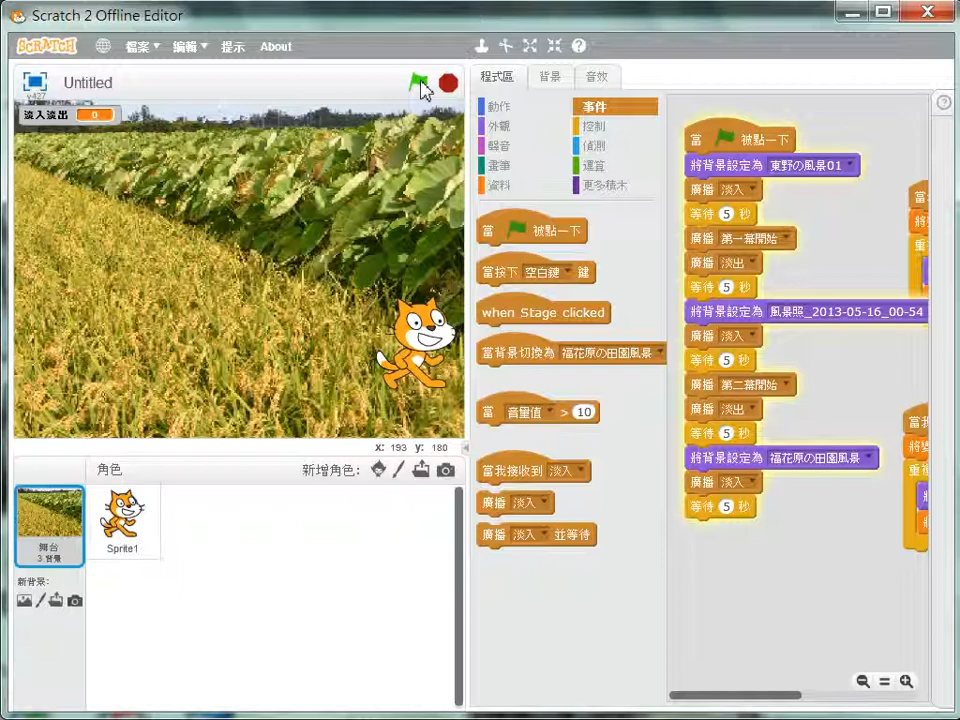 Scratch 2 Offline Editor
SCRATCH 檔案 編輯 提示 About
v427 Untitled
淡入淡出 0
x: 193 y: 180
角色 新增角色:
舞台
3 背景
Sprite1
新背景:
程式區 背景 音效
動作 事件
外觀 控制
聲音 偵測
畫筆 運算
資料 更多積木
當 被點一下
當按下 空白鍵 鍵
when Stage clicked
當背景切換為 福花原の田園風景
當 音量值 > 10
當我接收到 淡入
廣播 淡入
廣播 淡入 並等待
當 被點一下
將背景設定為 東野の風景01
廣播 淡入
等待 5 秒
廣播 第一幕開始
廣播 淡出
等待 5 秒
將背景設定為 風景照_2013-05-16_00-54
廣播 淡入
等待 5 秒
廣播 第二幕開始
廣播 淡出
等待 5 秒
將背景設定為 福花原の田園風景
廣播 淡入
等待 5 秒
當
將
重
當我
將變
重複
將
將